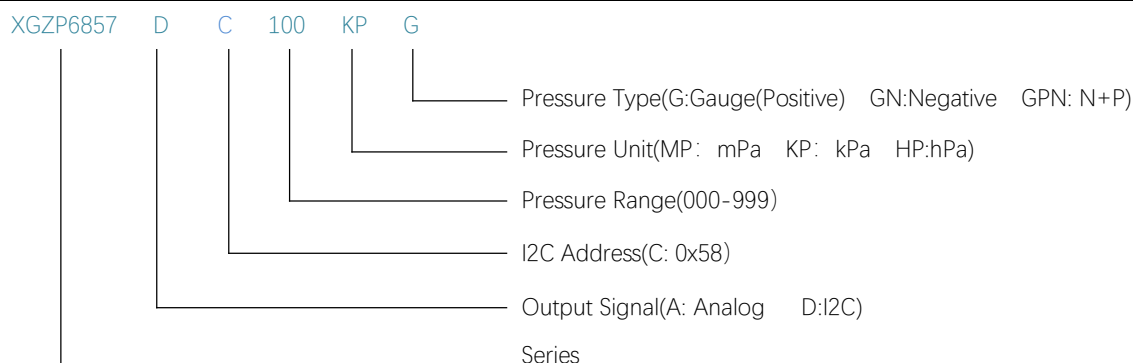 XGZP6857 D C 100 KP G
Pressure Type(G:Gauge(Positive) GN:Negative GPN: N+P)
Pressure Unit(MP： mPa KP： kPa HP:hPa)
Pressure Range(000-999）
I2C Address(C: 0x58）
Output Signal(A: Analog D:I2C)
Series